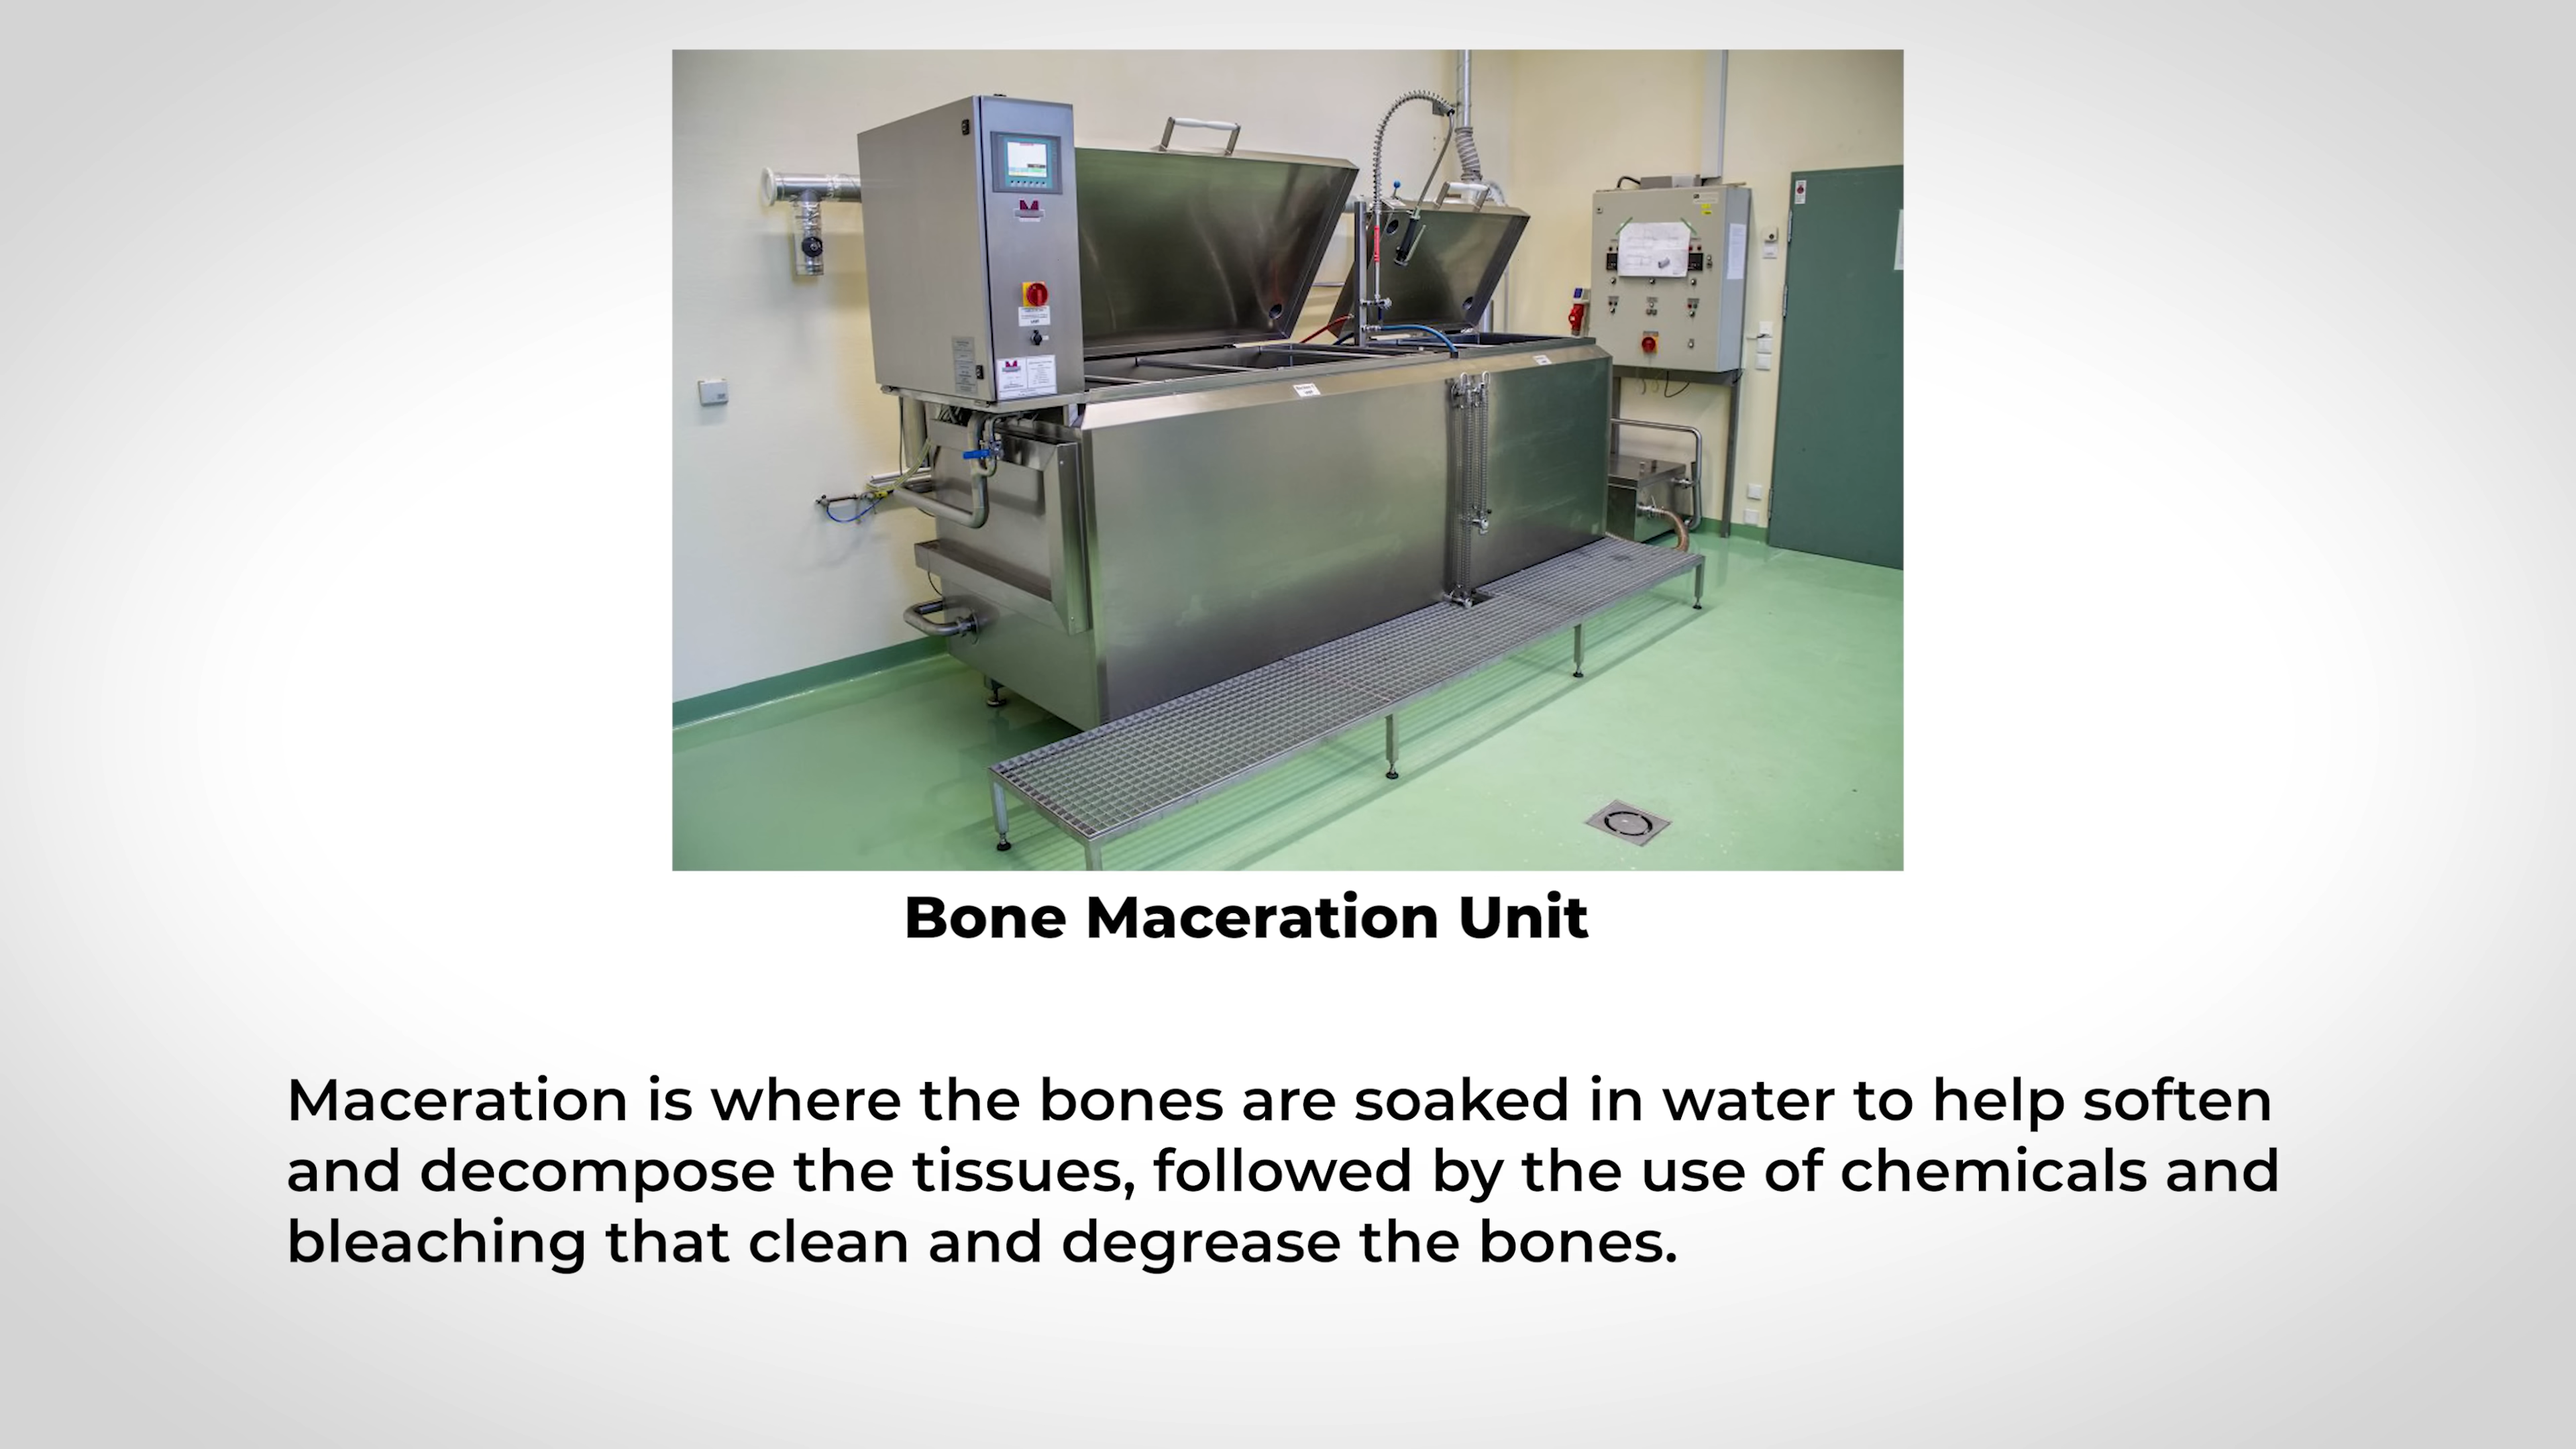 Bone Maceration Unit
Maceration is where the bones are soaked in water to help soften
and decompose the tissues, followed by the use of chemicals and
bleaching that clean and degrease the bones.